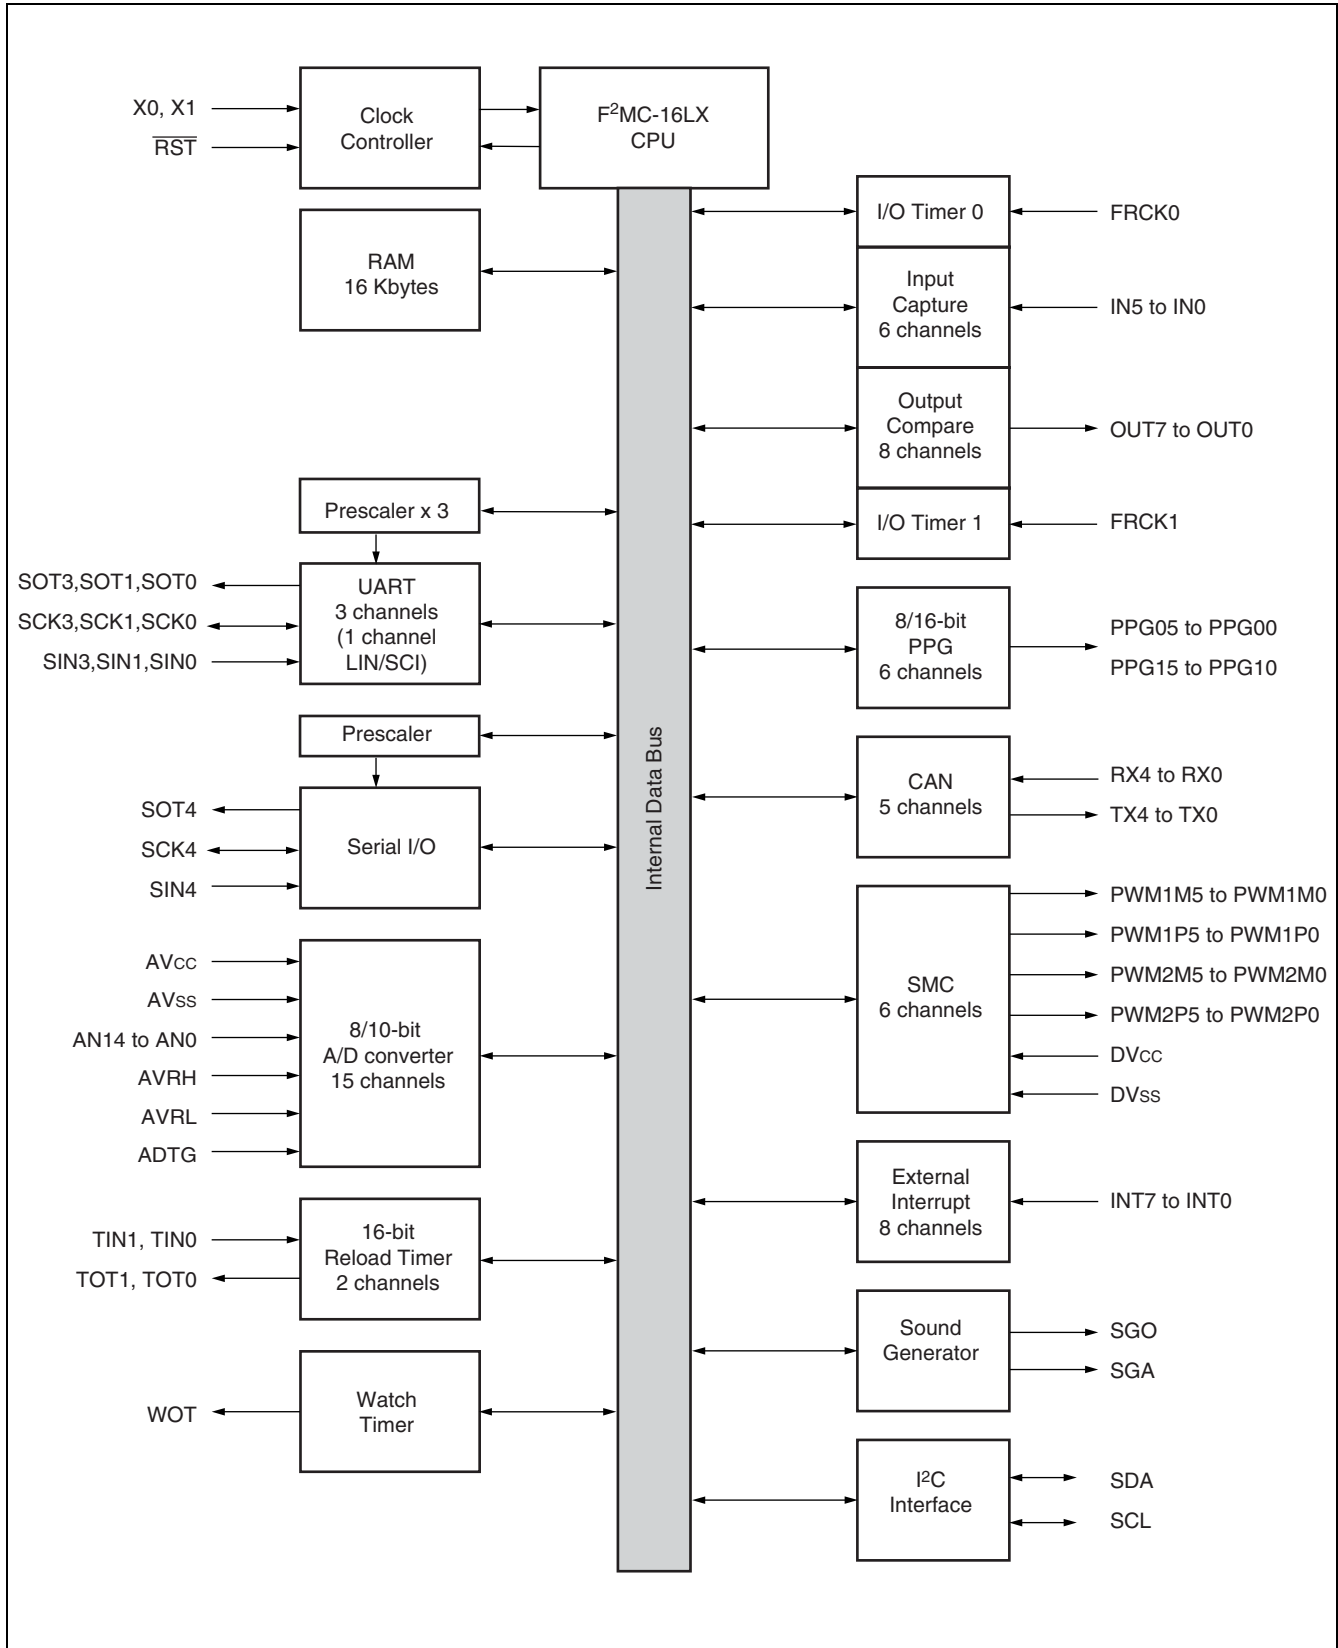 X0, X1
RST
Clock
Controller
F²MC-16LX
CPU
RAM
16 Kbytes
Prescaler x 3
SOT3,SOT1,SOT0
SCK3,SCK1,SCK0
SIN3,SIN1,SIN0
UART
3 channels
(1 channel
LIN/SCI)
Prescaler
SOT4
SCK4
SIN4
Serial I/O
AVCC
AVSS
AN14 to AN0
AVRH
AVRL
ADTG
8/10-bit
A/D converter
15 channels
TIN1, TIN0
TOT1, TOT0
16-bit
Reload Timer
2 channels
WOT
Watch
Timer
Internal Data Bus
I/O Timer 0
FRCK0
Input
Capture
6 channels
IN5 to IN0
Output
Compare
8 channels
OUT7 to OUT0
I/O Timer 1
FRCK1
8/16-bit
PPG
6 channels
PPG05 to PPG00
PPG15 to PPG10
CAN
5 channels
RX4 to RX0
TX4 to TX0
SMC
6 channels
PWM1M5 to PWM1M0
PWM1P5 to PWM1P0
PWM2M5 to PWM2M0
PWM2P5 to PWM2P0
DVCC
DVSS
External
Interrupt
8 channels
INT7 to INT0
Sound
Generator
SGO
SGA
I²C
Interface
SDA
SCL